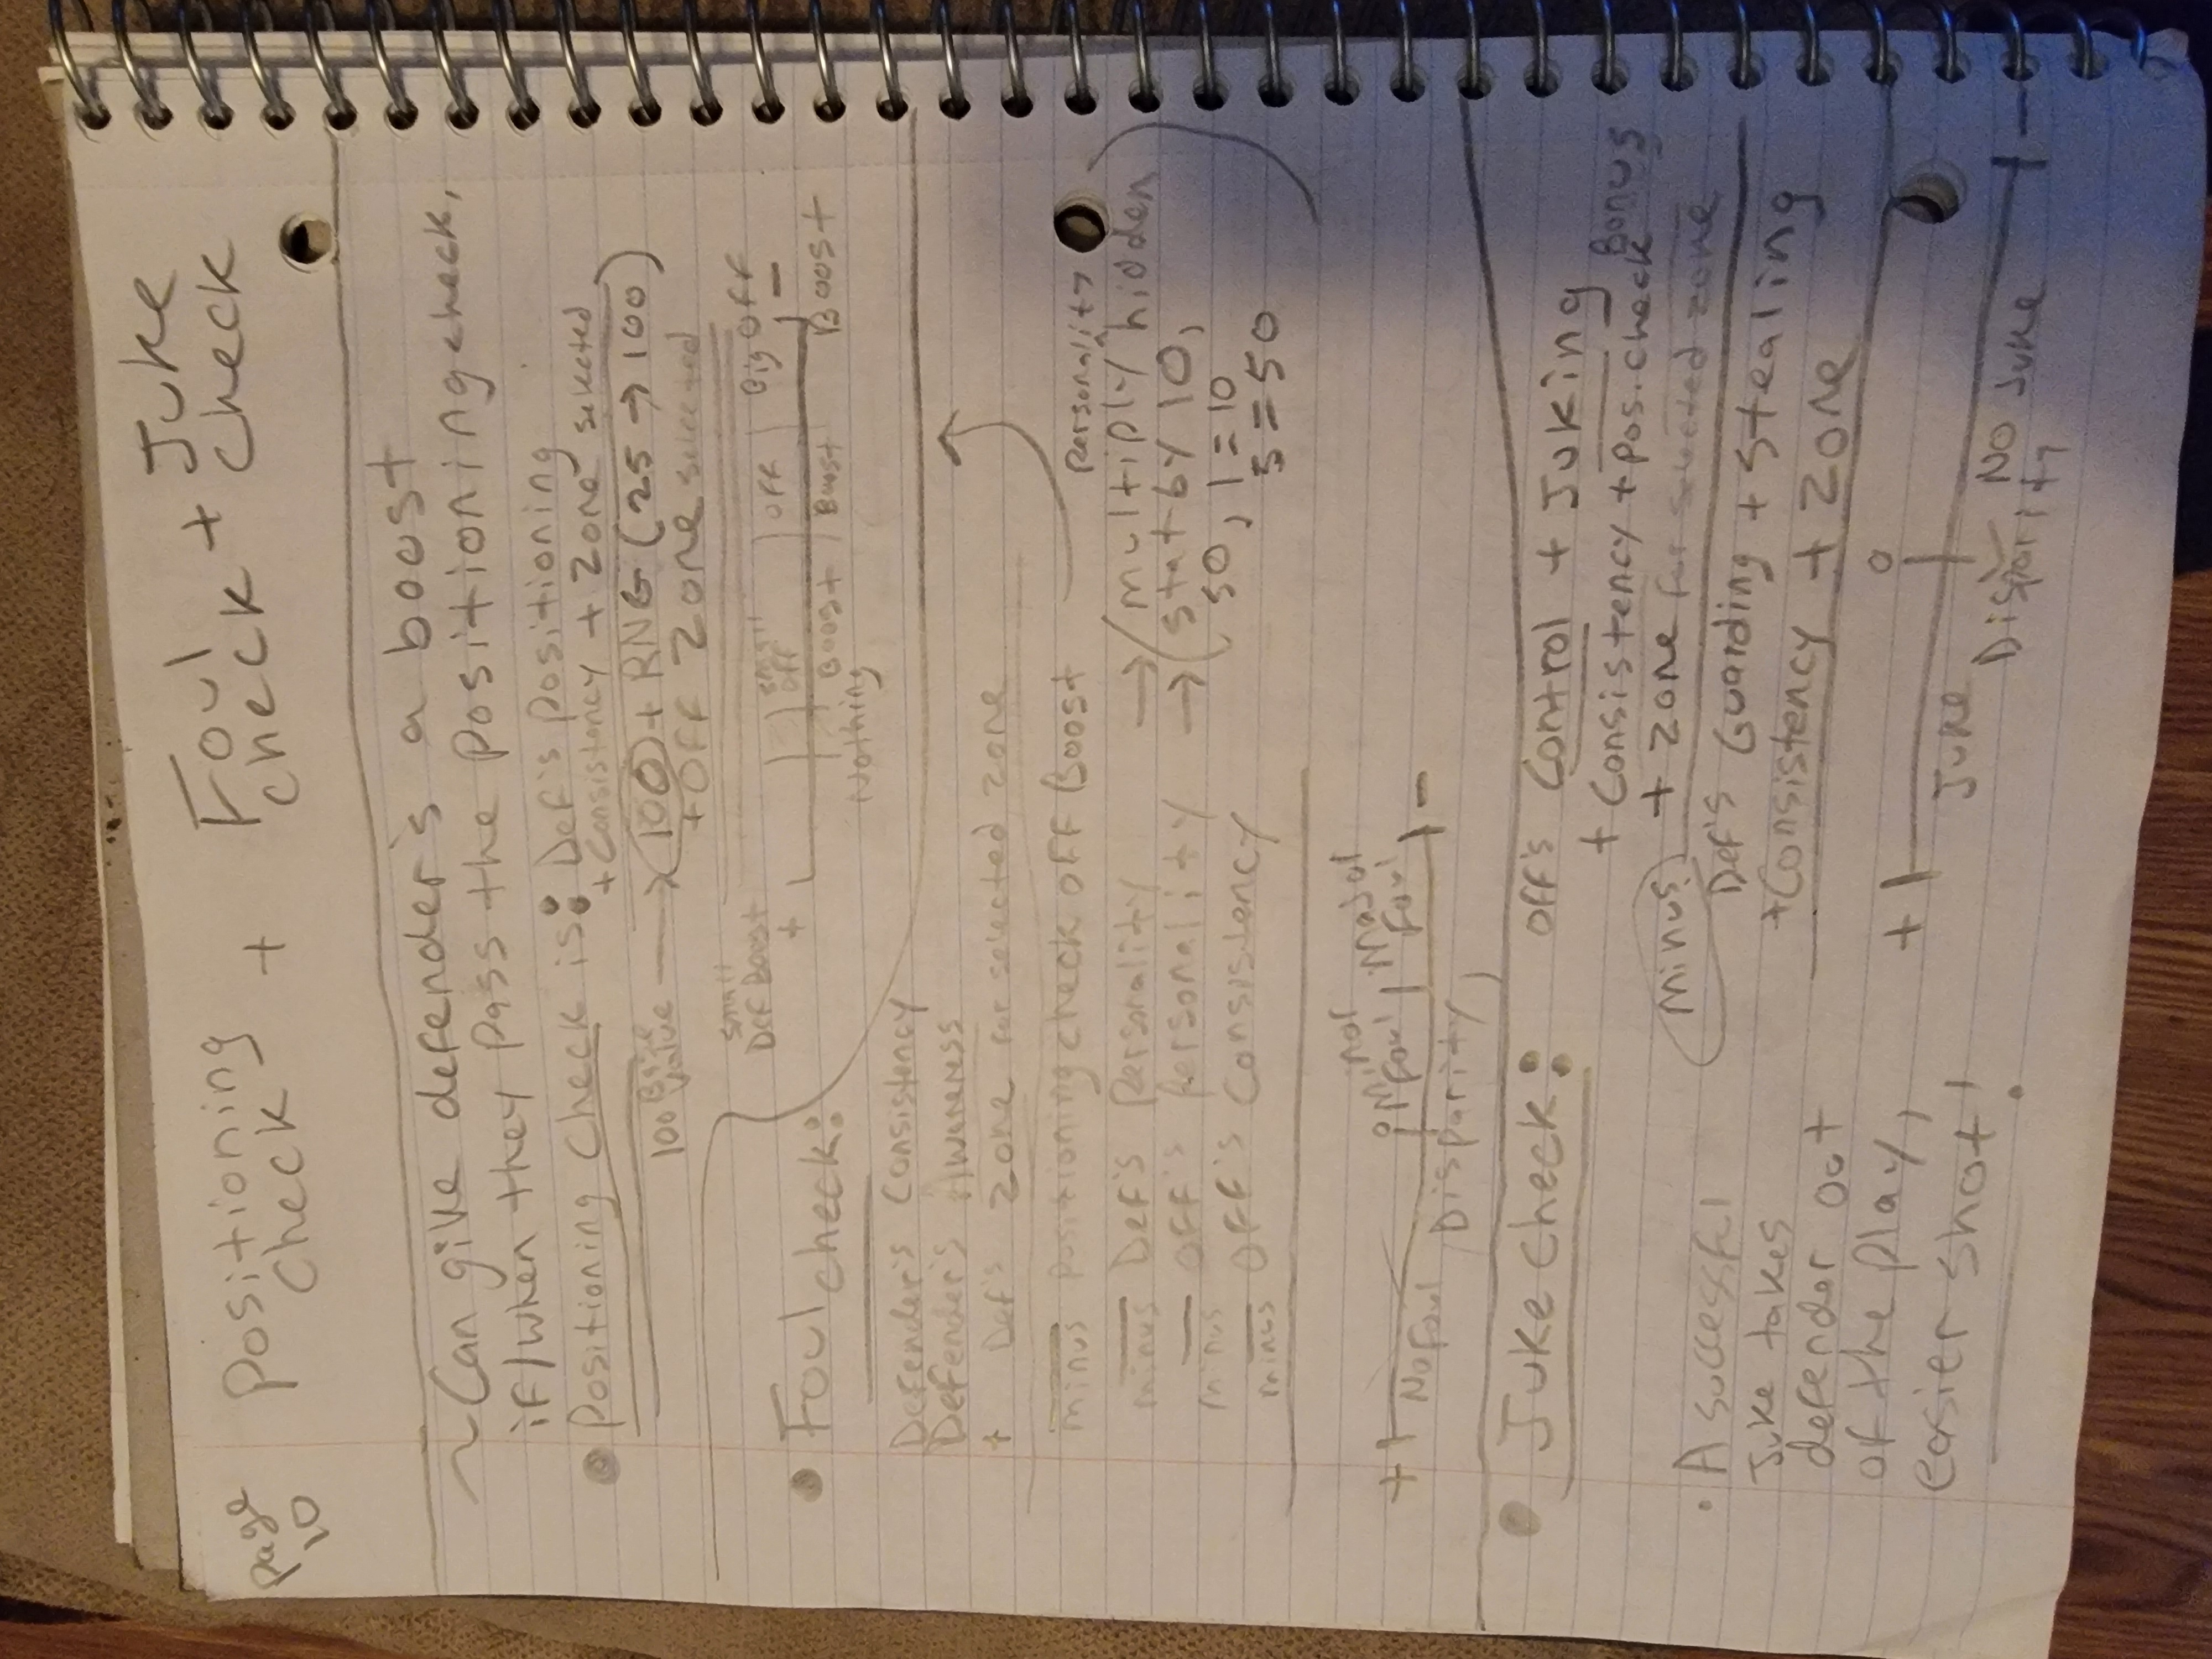 Page 10
Positioning Check + Foul check + Juke check
~ Can give defender's a boost
if/when they pass the positioning check,
• Positioning Check is: Def's positioning
+ Consistency + Zone selected
100 Base Value → 100 + RNG (25 → 100)
+ Off Zone selected
small Def Boost
+ Nothing
small off Boost
off Boost
Big Off Boost -
• Foul check:
Defender's Consistency
Defender's Awareness
+ Def's Zone for selected zone
minus positioning check off Boost
minus Def's Personality →
minus OFF's Personality →
minus OFF's Consistency
(multiply Personality hidden
stat by 10,
50, 1=10
5=50)
+ No Foul
0
Minor Foul
Major Foul -
Disparity
• Juke check: OFF's Control + Juking
+ Consistency + Pos. check Bonus
+ Zone for selected zone
minus
Def's Guarding + Stealing
+ Consistency + Zone
• A successful
Juke takes
defender out
of the play,
easier shot!
+ 0 -
Juke
Disparity
No Juke